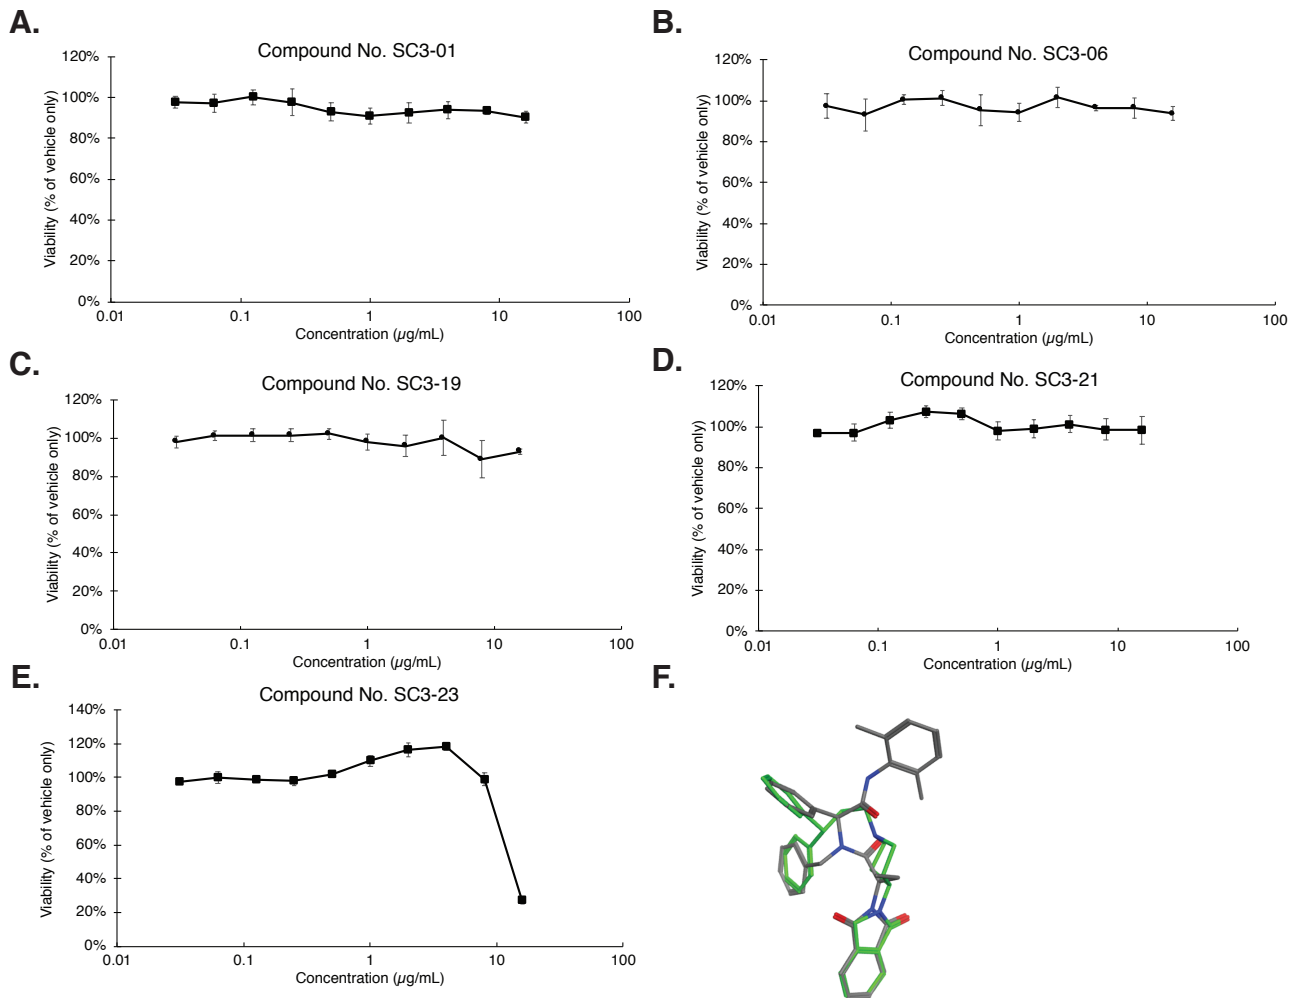 A.
Compound No. SC3-01
Viability (% of vehicle only)
120%
100%
80%
60%
40%
20%
0%
0.01
0.1
1
10
100
Concentration (µg/mL)
B.
Compound No. SC3-06
Viability (% of vehicle only)
120%
100%
80%
60%
40%
20%
0%
0.01
0.1
1
10
100
Concentration (µg/mL)
C.
Compound No. SC3-19
Viability (% of vehicle only)
120%
100%
80%
60%
40%
20%
0%
0.01
0.1
1
10
100
Concentration (µg/mL)
D.
Compound No. SC3-21
Viability (% of vehicle only)
120%
100%
80%
60%
40%
20%
0%
0.01
0.1
1
10
100
Concentration (µg/mL)
E.
Compound No. SC3-23
Viability (% of vehicle only)
140%
120%
100%
80%
60%
40%
20%
0%
0.01
0.1
1
10
100
Concentration (µg/mL)
F.